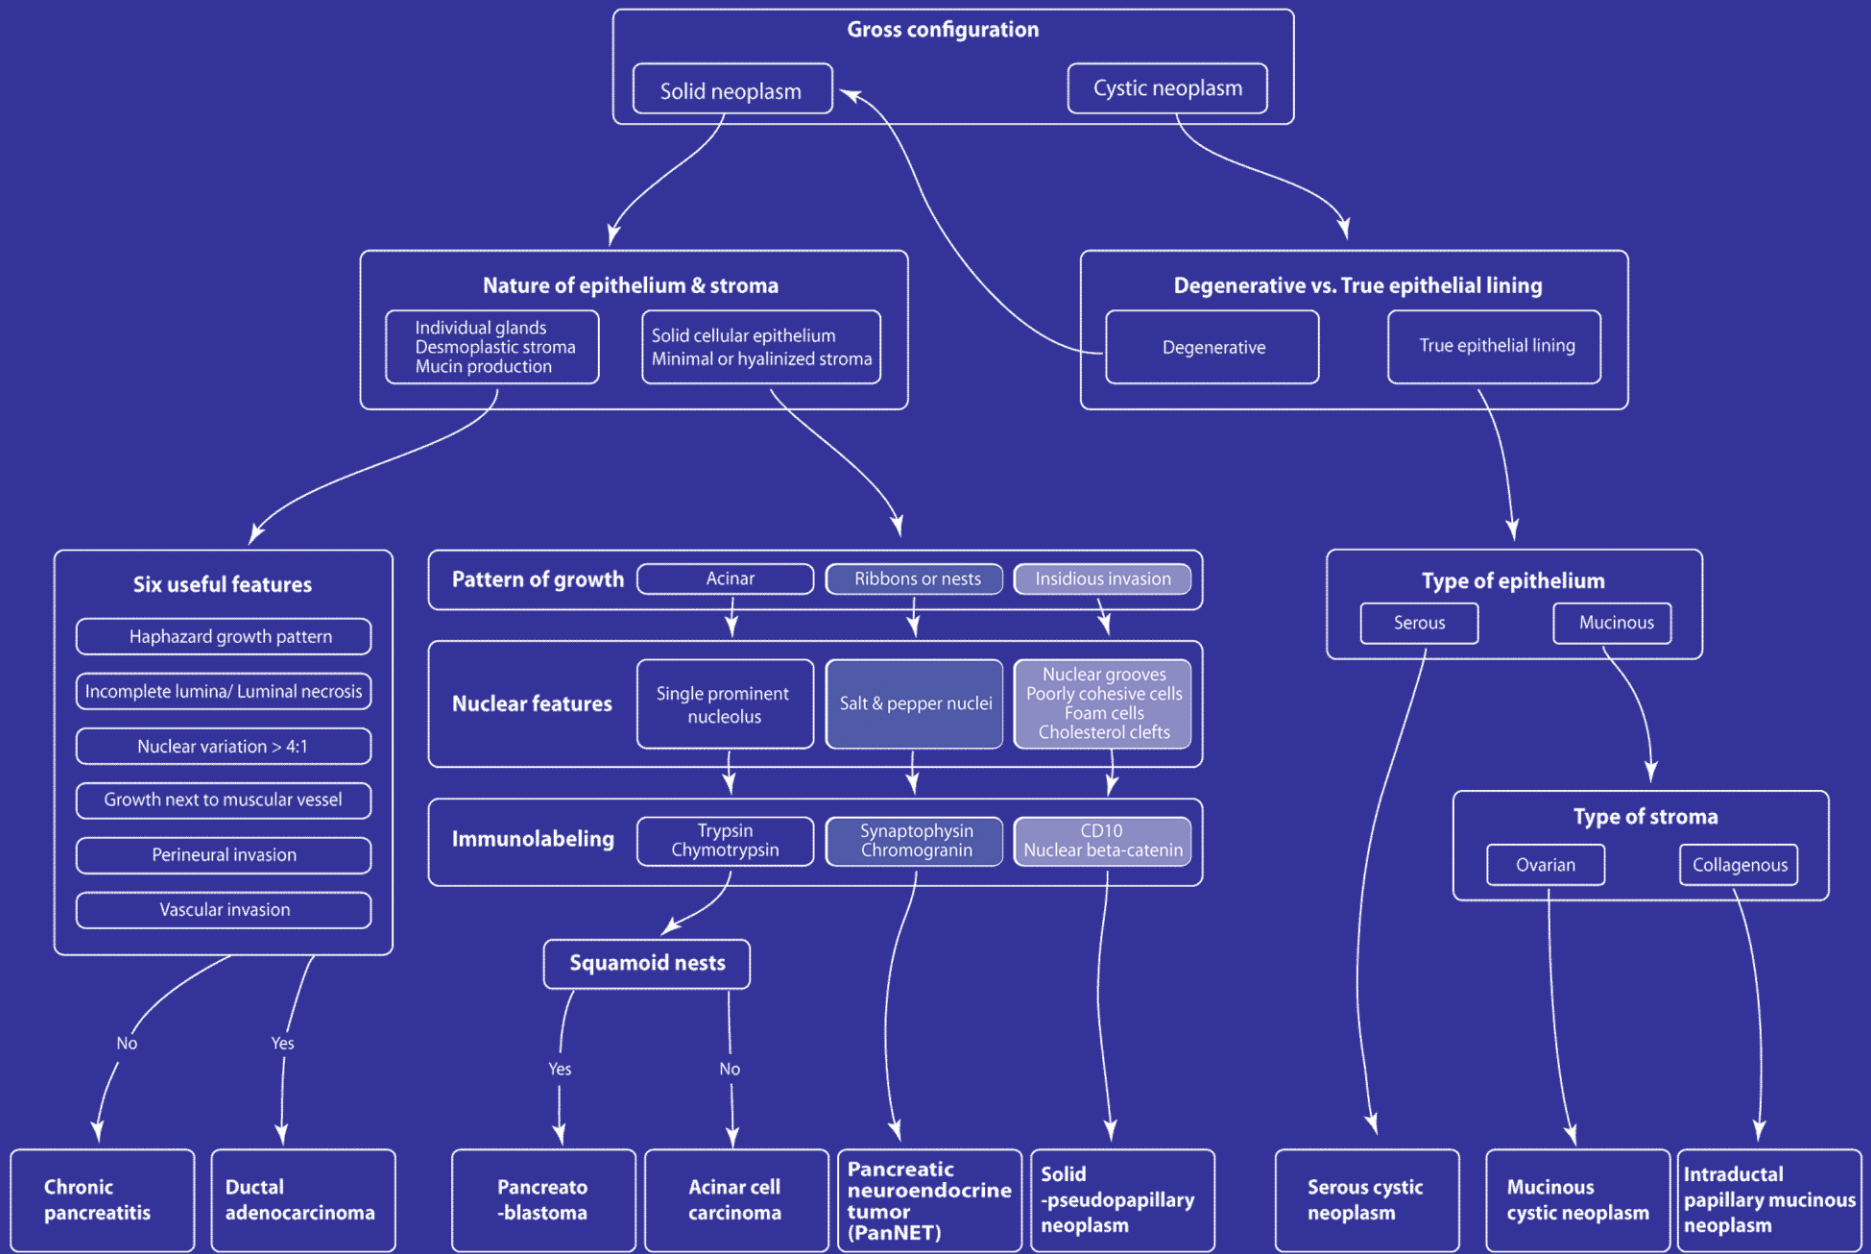 Gross configuration
Solid neoplasm
Cystic neoplasm
Nature of epithelium & stroma
Individual glands
Desmoplastic stroma
Mucin production
Solid cellular epithelium
Minimal or hyalinized stroma
Degenerative vs. True epithelial lining
Degenerative
True epithelial lining
Six useful features
Haphazard growth pattern
Incomplete lumina/ Luminal necrosis
Nuclear variation > 4:1
Growth next to muscular vessel
Perineural invasion
Vascular invasion
Pattern of growth
Acinar
Ribbons or nests
Insidious invasion
Nuclear features
Single prominent
nucleolus
Salt & pepper nuclei
Nuclear grooves
Poorly cohesive cells
Foam cells
Cholesterol clefts
Immunolabeling
Trypsin
Chymotrypsin
Synaptophysin
Chromogranin
CD10
Nuclear beta-catenin
Squamoid nests
Type of epithelium
Serous
Mucinous
Type of stroma
Ovarian
Collagenous
No
Yes
Yes
No
Chronic
pancreatitis
Ductal
adenocarcinoma
Pancreato
-blastoma
Acinar cell
carcinoma
Pancreatic
neuroendocrine
tumor
(PanNET)
Solid
-pseudopapillary
neoplasm
Serous cystic
neoplasm
Mucinous
cystic neoplasm
Intraductal
papillary mucinous
neoplasm